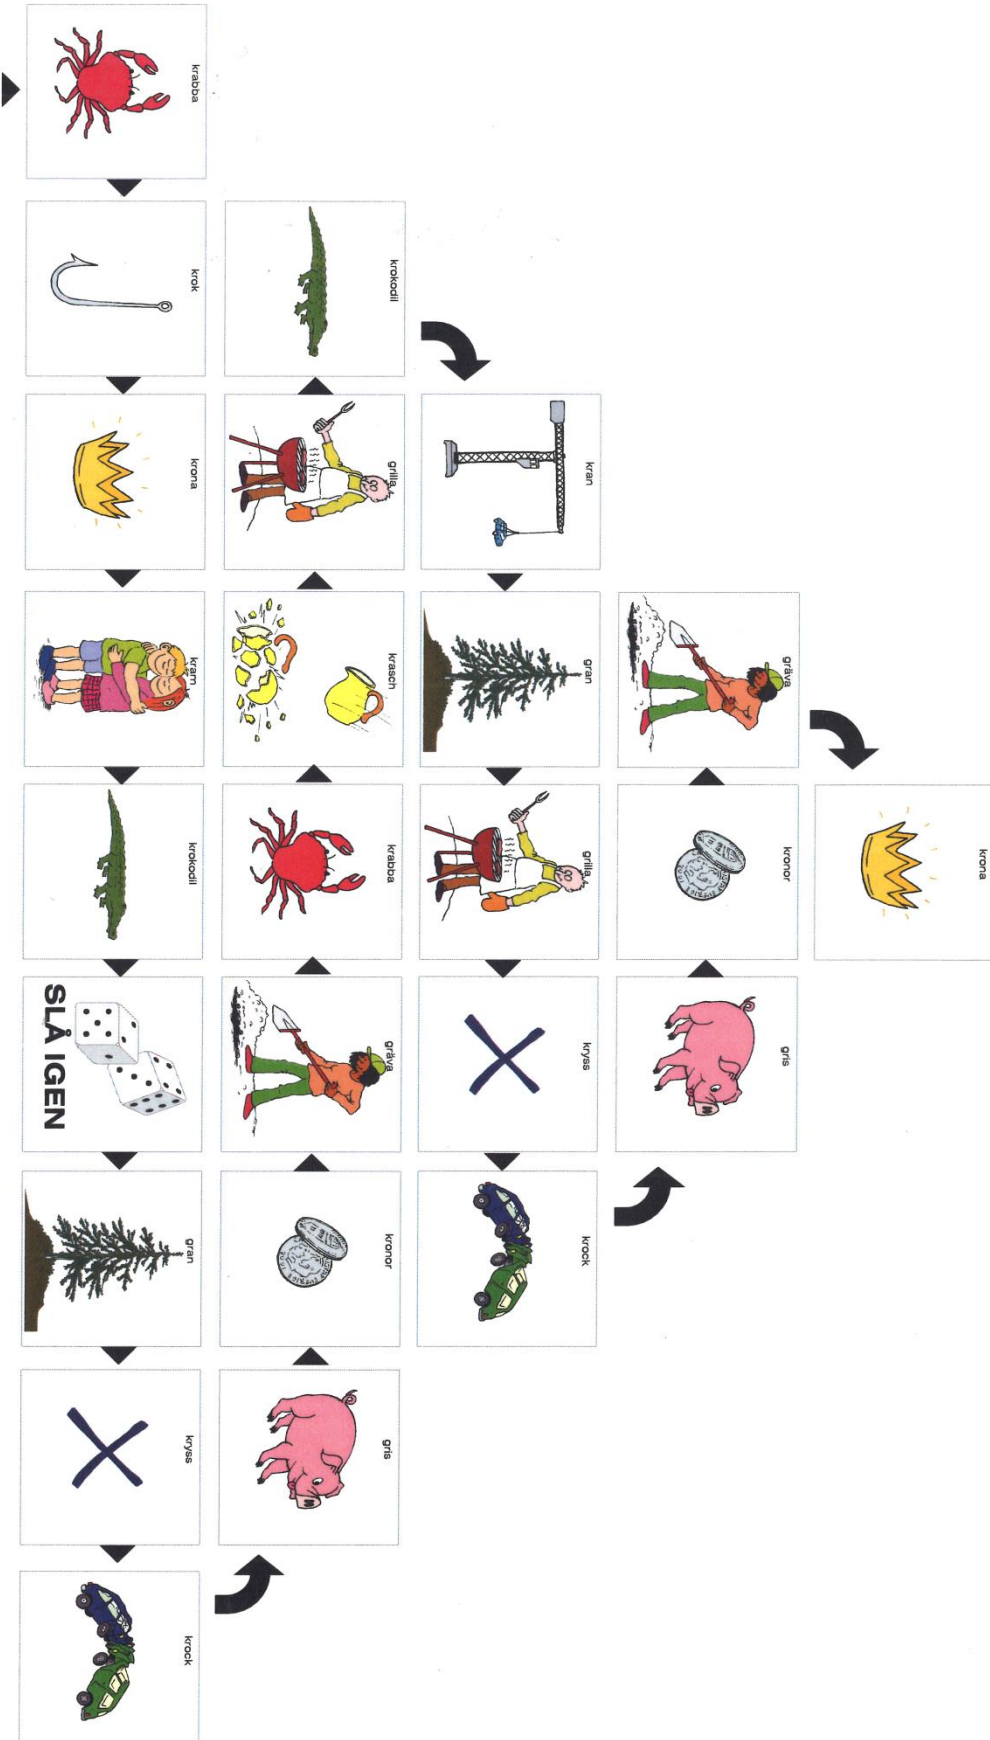 krabba
krok
krona
kram
krokodil
SLÅ IGEN
gran
kryss
krock
gris
kronor
gräva
krabba
krasch
grilla
krokodil
kran
gran
grilla
kryss
krock
gris
kronor
gräva
krona